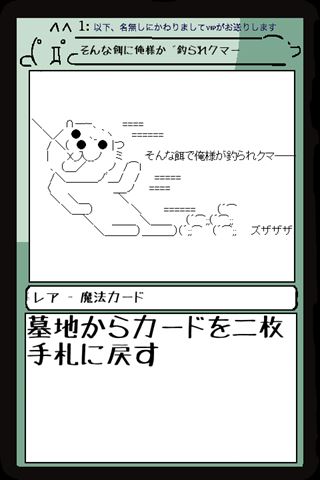 1: 以下、名無しにかわりましてVIPがお送りします
そんな餌に俺様が釣られクマー
そんな餌で俺様が釣られクマーーー
ズザザザ
レア - 魔法カード
墓地からカードを二枚
手札に戻す